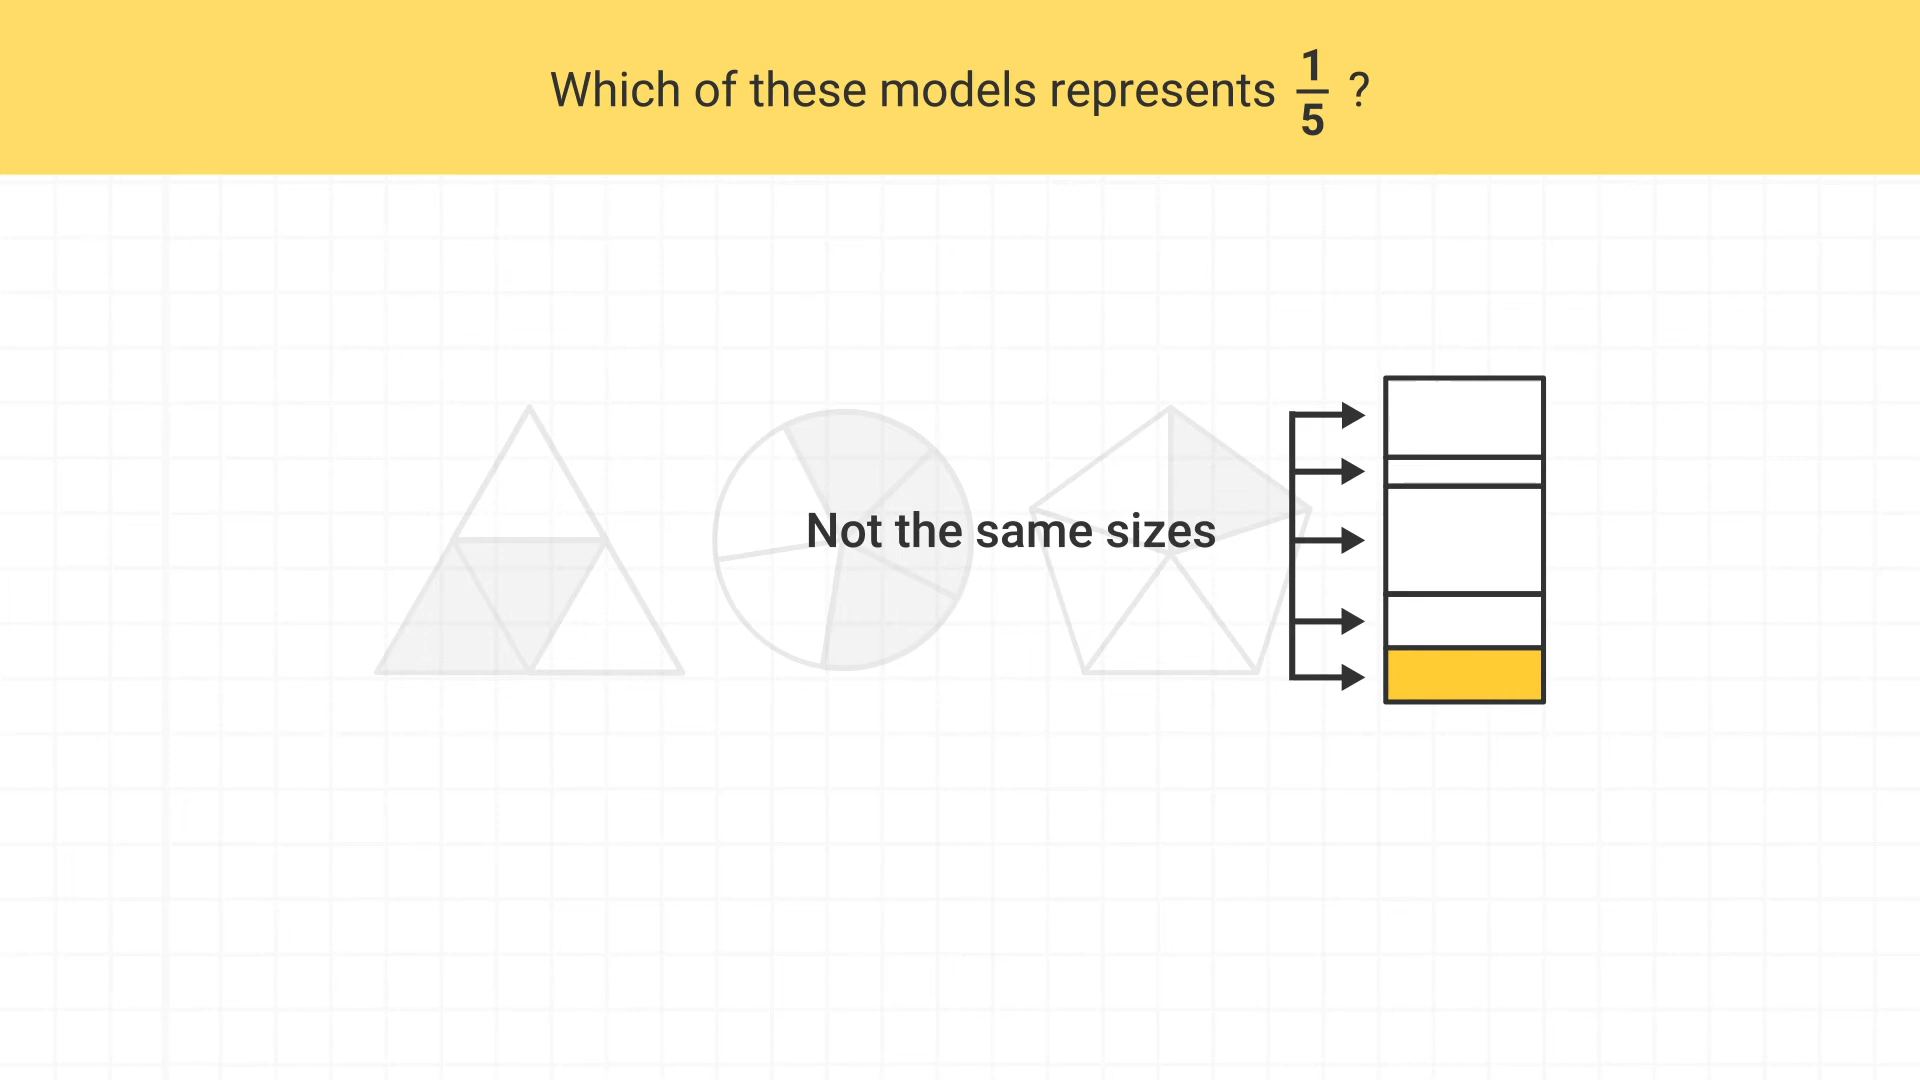 Which of these models represents 1/5 ?
Not the same sizes